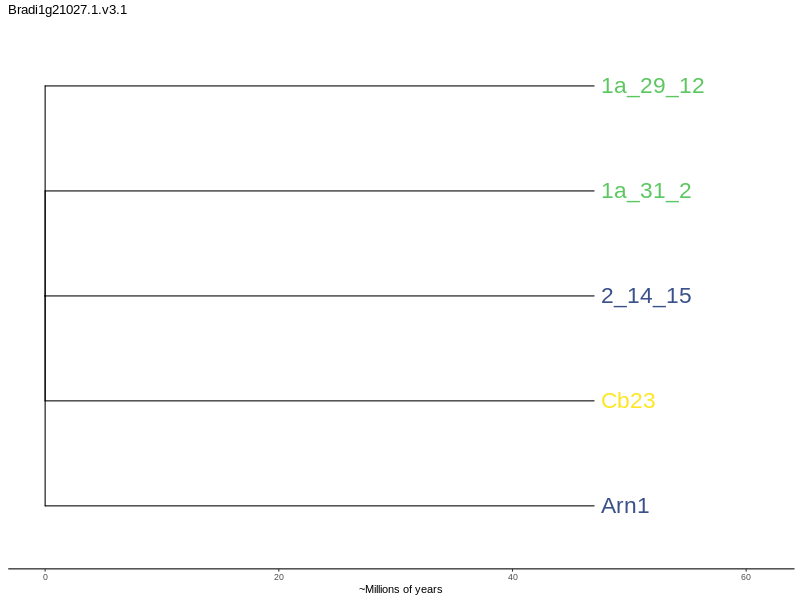 Bradi1g21027.1.v3.1
1a_29_12
1a_31_2
2_14_15
Cb23
Arn1
0 20 40 60
~Millions of years